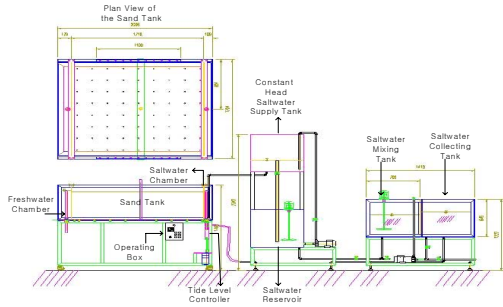 Plan View of
the Sand Tank
1100
Constant
Head
Saltwater
Supply Tank
Saltwater
Mixing
Tank
Saltwater
Collecting
Tank
Saltwater
Chamber
Freshwater
Chamber
Sand Tank
Operating
Box
Tide Level
Controller
Saltwater
Reservoir